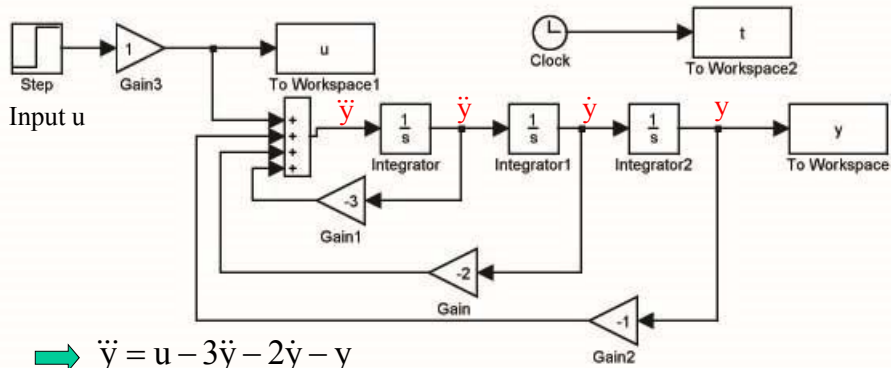 1
u
t
Step
Gain3
To Workspace1
Clock
To Workspace2
Input u
y⃛
ÿ
ẏ
y
+
+
+
+
1/s
1/s
1/s
y
Integrator
Integrator1
Integrator2
To Workspace
-3
Gain1
-2
Gain
-1
Gain2
y⃛ = u − 3ÿ − 2ẏ − y